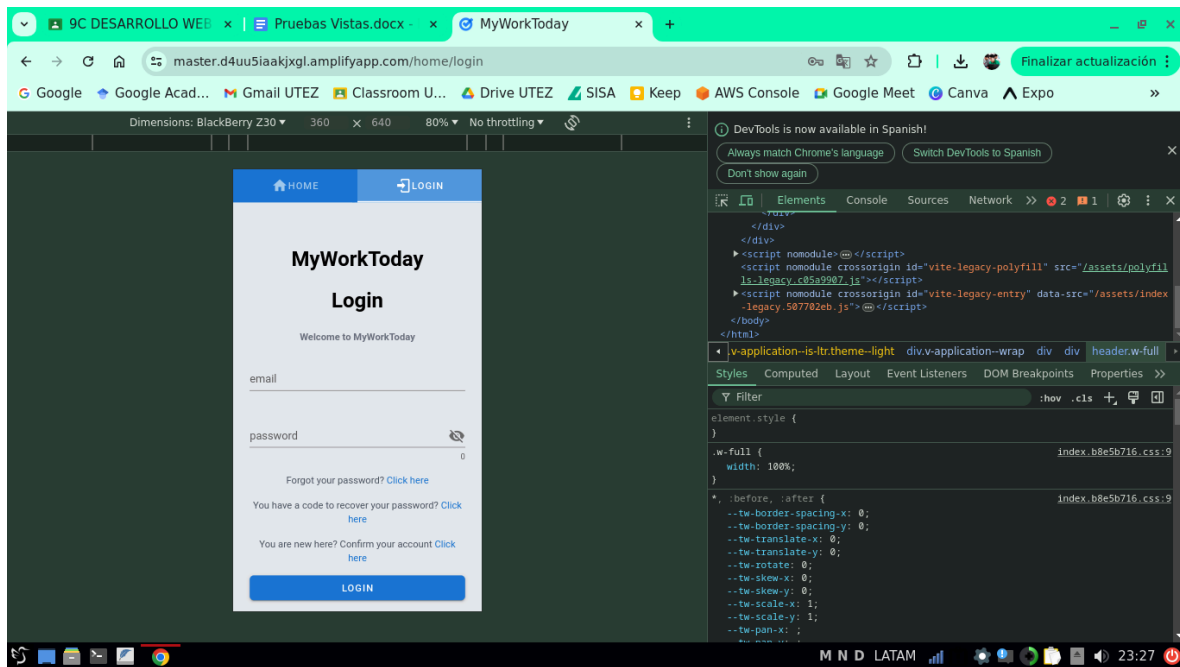 9C DESARROLLO WEB
Pruebas Vistas.docx -
MyWorkToday
master.d4uu5iaakjxgl.amplifyapp.com/home/login
Finalizar actualización
Google
Google Acad...
Gmail UTEZ
Classroom U...
Drive UTEZ
SISA
Keep
AWS Console
Google Meet
Canva
Expo
»
Dimensions: BlackBerry Z30 ▾ 360 × 640 80% ▾ No throttling ▾
HOME
LOGIN
MyWorkToday
Login
Welcome to MyWorkToday
email
password
0
Forgot your password? Click here
You have a code to recover your password? Click
here
You are new here? Confirm your account Click
here
LOGIN
DevTools is now available in Spanish!
Always match Chrome's language
Switch DevTools to Spanish
Don't show again
Elements Console Sources Network » 2 1
</div>
</div>
</div>
<script nomodule>…</script>
<script nomodule crossorigin id="vite-legacy-polyfill" src="/assets/polyfil
ls-legacy.c05a9907.js"></script>
<script nomodule crossorigin id="vite-legacy-entry" data-src="/assets/index
-legacy.507702eb.js">…</script>
</body>
</html>
.v-application--is-ltr.theme--light div.v-application--wrap div div header.w-full
Styles Computed Layout Event Listeners DOM Breakpoints Properties »
Filter :hov .cls
element.style {
}
.w-full { index.b8e5b716.css:9
width: 100%;
}
*, :before, :after { index.b8e5b716.css:9
--tw-border-spacing-x: 0;
--tw-border-spacing-y: 0;
--tw-translate-x: 0;
--tw-translate-y: 0;
--tw-rotate: 0;
--tw-skew-x: 0;
--tw-skew-y: 0;
--tw-scale-x: 1;
--tw-scale-y: 1;
--tw-pan-x: ;
M N D LATAM 23:27